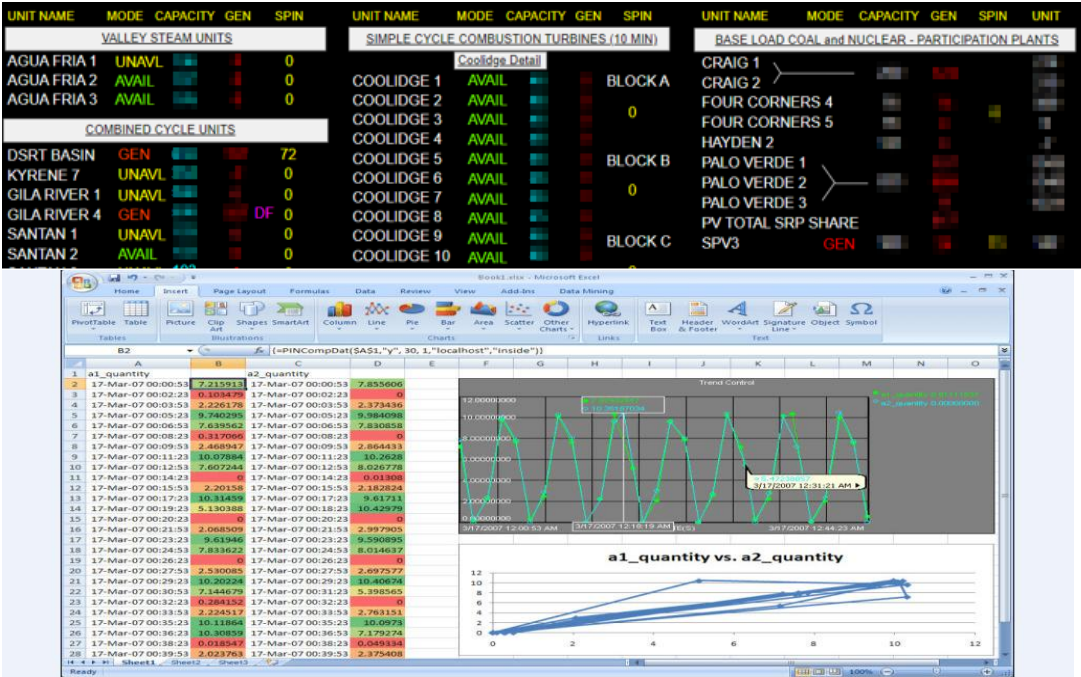 UNIT NAME MODE CAPACITY GEN SPIN UNIT NAME MODE CAPACITY GEN SPIN UNIT NAME MODE CAPACITY GEN SPIN UNIT
VALLEY STEAM UNITS
AGUA FRIA 1 UNAVL 0
AGUA FRIA 2 AVAIL 0
AGUA FRIA 3 AVAIL 0
COMBINED CYCLE UNITS
DSRT BASIN GEN 72
KYRENE 7 UNAVL 0
GILA RIVER 1 UNAVL 0
GILA RIVER 4 GEN DF 0
SANTAN 1 UNAVL 0
SANTAN 2 AVAIL 0
SIMPLE CYCLE COMBUSTION TURBINES (10 MIN)
Coolidge Detail
COOLIDGE 1 AVAIL BLOCK A
COOLIDGE 2 AVAIL
COOLIDGE 3 AVAIL 0
COOLIDGE 4 AVAIL
COOLIDGE 5 AVAIL BLOCK B
COOLIDGE 6 AVAIL
COOLIDGE 7 AVAIL 0
COOLIDGE 8 AVAIL
COOLIDGE 9 AVAIL BLOCK C
COOLIDGE 10 AVAIL
BASE LOAD COAL and NUCLEAR - PARTICIPATION PLANTS
CRAIG 1
CRAIG 2
FOUR CORNERS 4
FOUR CORNERS 5
HAYDEN 2
PALO VERDE 1
PALO VERDE 2
PALO VERDE 3
PV TOTAL SRP SHARE
SPV3 GEN
Book1.xlsx - Microsoft Excel
Home Insert Page Layout Formulas Data Review View Add-Ins Data Mining
PivotTable Table Picture Clip Art Shapes SmartArt Column Line Pie Bar Area Scatter Other Charts Hyperlink Text Box Header & Footer WordArt Signature Line Object Symbol
Tables Illustrations Charts Links Text
B2 fx {=PINCompDat($A$1,"y", 30, 1,"localhost","inside")}
A B C D E F G H I J K L M N O
1 a1_quantity a2_quantity
2 17-Mar-07 00:00:53 7.215913 17-Mar-07 00:00:53 7.855606
3 17-Mar-07 00:02:23 0.103479 17-Mar-07 00:02:23 0
4 17-Mar-07 00:03:53 2.226178 17-Mar-07 00:03:53 2.373436
5 17-Mar-07 00:05:23 9.740295 17-Mar-07 00:05:23 9.984098
6 17-Mar-07 00:06:53 7.639562 17-Mar-07 00:06:53 7.830858
7 17-Mar-07 00:08:23 0.317066 17-Mar-07 00:08:23 0
8 17-Mar-07 00:09:53 2.468947 17-Mar-07 00:09:53 2.864433
9 17-Mar-07 00:11:23 10.07884 17-Mar-07 00:11:23 10.2628
10 17-Mar-07 00:12:53 7.607244 17-Mar-07 00:12:53 8.026778
11 17-Mar-07 00:14:23 0 17-Mar-07 00:14:23 0.01308
12 17-Mar-07 00:15:53 2.20158 17-Mar-07 00:15:53 2.182824
13 17-Mar-07 00:17:23 10.31459 17-Mar-07 00:17:23 9.61711
14 17-Mar-07 00:19:23 5.130388 17-Mar-07 00:18:23 10.42979
15 17-Mar-07 00:20:23 0 17-Mar-07 00:20:23 0
16 17-Mar-07 00:21:53 2.068509 17-Mar-07 00:21:53 2.997905
17 17-Mar-07 00:23:23 9.61946 17-Mar-07 00:23:23 9.590895
18 17-Mar-07 00:24:53 7.833622 17-Mar-07 00:24:53 8.014637
19 17-Mar-07 00:26:23 0 17-Mar-07 00:26:23 0
20 17-Mar-07 00:27:53 2.530085 17-Mar-07 00:27:53 2.697577
21 17-Mar-07 00:29:23 10.20224 17-Mar-07 00:29:23 10.40674
22 17-Mar-07 00:30:53 7.144679 17-Mar-07 00:31:23 5.398565
23 17-Mar-07 00:32:23 0.284152 17-Mar-07 00:32:23 0
24 17-Mar-07 00:33:53 2.224517 17-Mar-07 00:33:53 2.763151
25 17-Mar-07 00:35:23 10.11864 17-Mar-07 00:35:23 10.0973
26 17-Mar-07 00:36:23 10.30859 17-Mar-07 00:36:53 7.179274
27 17-Mar-07 00:38:23 0.018547 17-Mar-07 00:38:23 0.049334
28 17-Mar-07 00:39:53 2.023763 17-Mar-07 00:39:53 2.375408
Trend Control
12.00000000
3/17/2007 12:31:21 AM
3/17/2007 12:00:53 AM 3/17/2007 12:18:19 AM 3/17/2007 12:44:23 AM
a1_quantity vs. a2_quantity
12
10
8
6
4
2
0
0 2 4 6 8 10 12
Sheet1 Sheet2 Sheet3
Ready 100%